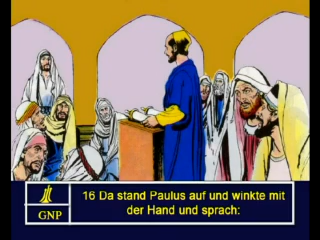 16 Da stand Paulus auf und winkte mit
der Hand und sprach:
GNP